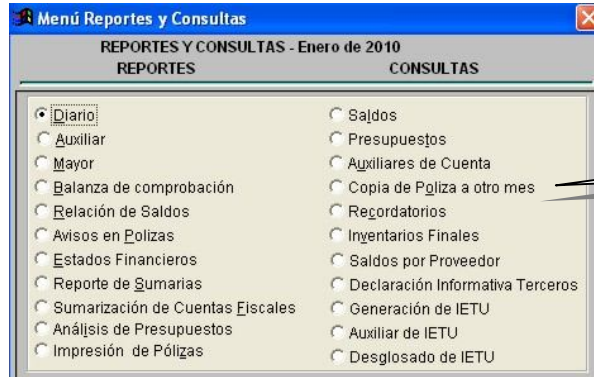 Menú Reportes y Consultas
REPORTES Y CONSULTAS - Enero de 2010
REPORTES CONSULTAS
Diario
Auxiliar
Mayor
Balanza de comprobación
Relación de Saldos
Avisos en Polizas
Estados Financieros
Reporte de Sumarias
Sumarización de Cuentas Fiscales
Análisis de Presupuestos
Impresión de Pólizas
Saldos
Presupuestos
Auxiliares de Cuenta
Copia de Poliza a otro mes
Recordatorios
Inventarios Finales
Saldos por Proveedor
Declaración Informativa Terceros
Generación de IETU
Auxiliar de IETU
Desglosado de IETU